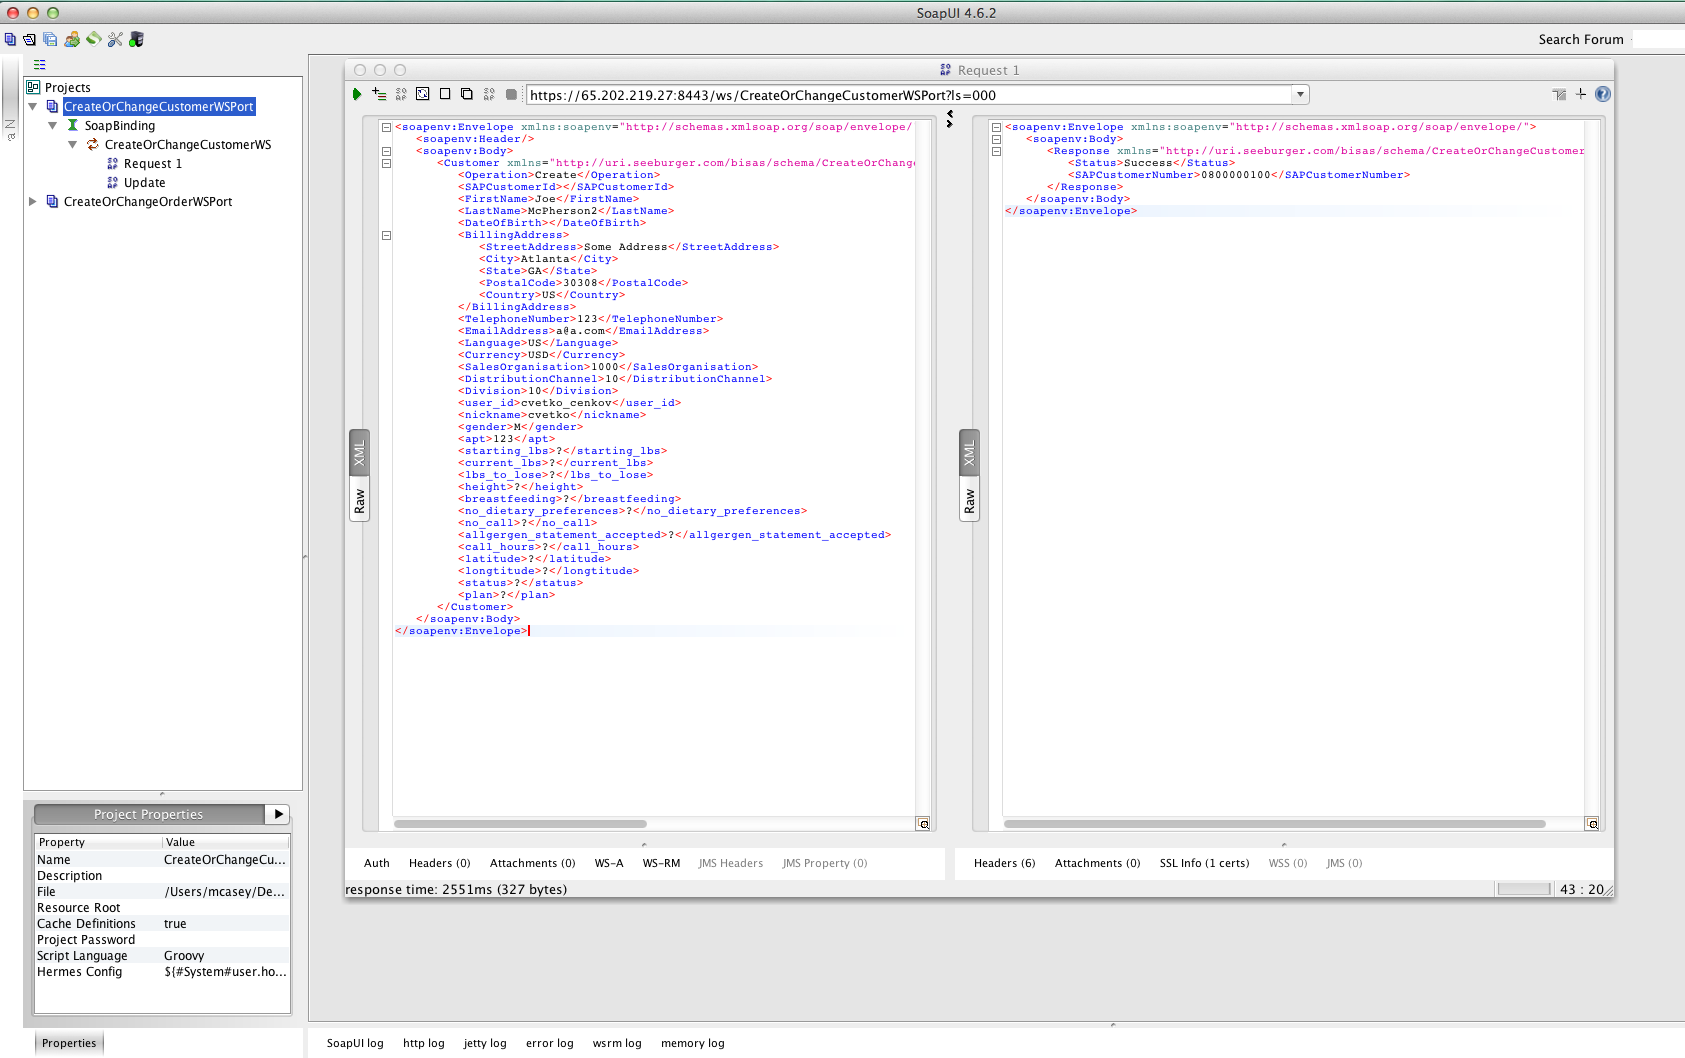 SoapUI 4.6.2
Search Forum
Na
Projects
CreateOrChangeCustomerWSPort
SoapBinding
CreateOrChangeCustomerWS
Request 1
Update
CreateOrChangeOrderWSPort
Request 1
https://65.202.219.27:8443/ws/CreateOrChangeCustomerWSPort?ls=000
<soapenv:Envelope xmlns:soapenv="http://schemas.xmlsoap.org/soap/envelope/
<soapenv:Header/>
<soapenv:Body>
<Customer xmlns="http://uri.seeburger.com/bisas/schema/CreateOrChang
<Operation>Create</Operation>
<SAPCustomerId></SAPCustomerId>
<FirstName>Joe</FirstName>
<LastName>McPherson2</LastName>
<DateOfBirth></DateOfBirth>
<BillingAddress>
<StreetAddress>Some Address</StreetAddress>
<City>Atlanta</City>
<State>GA</State>
<PostalCode>30308</PostalCode>
<Country>US</Country>
</BillingAddress>
<TelephoneNumber>123</TelephoneNumber>
<EmailAddress>a@a.com</EmailAddress>
<Language>US</Language>
<Currency>USD</Currency>
<SalesOrganisation>1000</SalesOrganisation>
<DistributionChannel>10</DistributionChannel>
<Division>10</Division>
<user_id>cvetko_cenkov</user_id>
<nickname>cvetko</nickname>
<gender>M</gender>
<apt>123</apt>
<starting_lbs>?</starting_lbs>
<current_lbs>?</current_lbs>
<lbs_to_lose>?</lbs_to_lose>
<height>?</height>
<breastfeeding>?</breastfeeding>
<no_dietary_preferences>?</no_dietary_preferences>
<no_call>?</no_call>
<allgergen_statement_accepted>?</allgergen_statement_accepted>
<call_hours>?</call_hours>
<latitude>?</latitude>
<longtitude>?</longtitude>
<status>?</status>
<plan>?</plan>
</Customer>
</soapenv:Body>
</soapenv:Envelope>
XML
Raw
<soapenv:Envelope xmlns:soapenv="http://schemas.xmlsoap.org/soap/envelope/">
<soapenv:Body>
<Response xmlns="http://uri.seeburger.com/bisas/schema/CreateOrChangeCustomer
<Status>Success</Status>
<SAPCustomerNumber>0800000100</SAPCustomerNumber>
</Response>
</soapenv:Body>
</soapenv:Envelope>
XML
Raw
Auth Headers (0) Attachments (0) WS-A WS-RM JMS Headers JMS Property (0)
Headers (6) Attachments (0) SSL Info (1 certs) WSS (0) JMS (0)
response time: 2551ms (327 bytes)
43 : 20
Project Properties
Property Value
Name CreateOrChangeCu...
Description
File /Users/mcasey/De...
Resource Root
Cache Definitions true
Project Password
Script Language Groovy
Hermes Config ${#System#user.ho...
Properties
SoapUI log http log jetty log error log wsrm log memory log